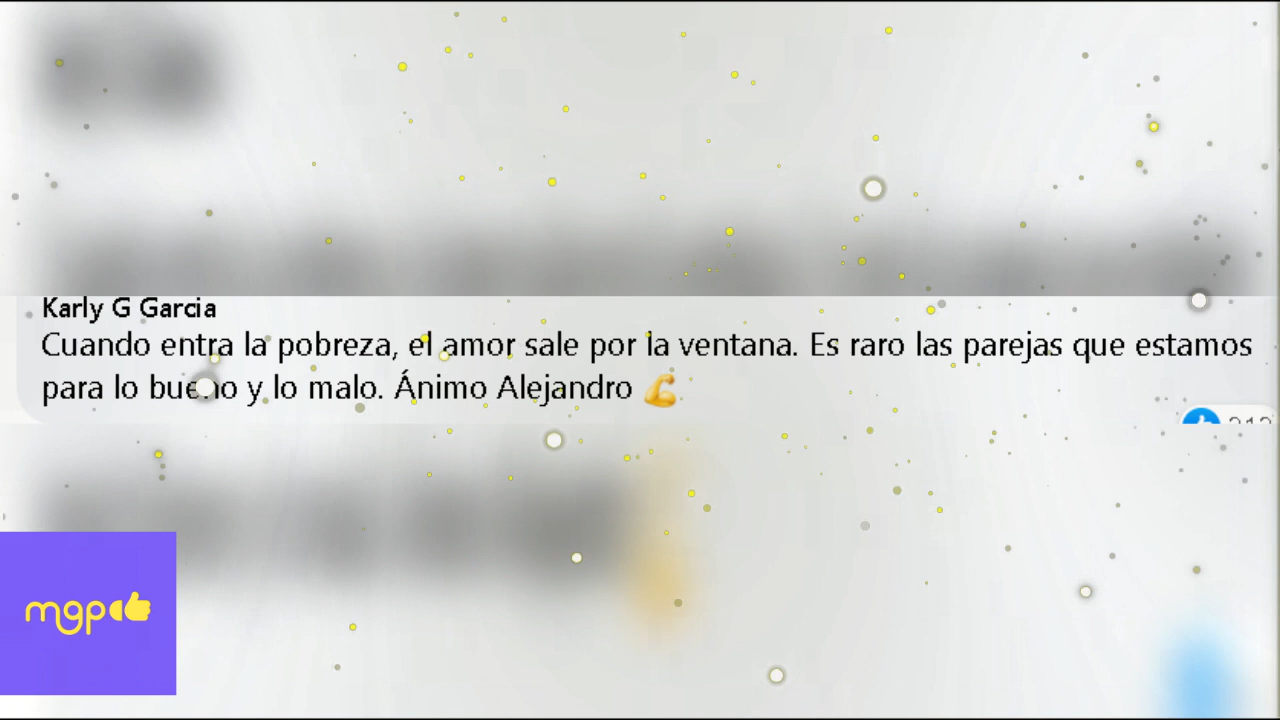 Karly G Garcia
Cuando entra la pobreza, el amor sale por la ventana. Es raro las parejas que estamos
para lo bueno y lo malo. Ánimo Alejandro 💪
mgp